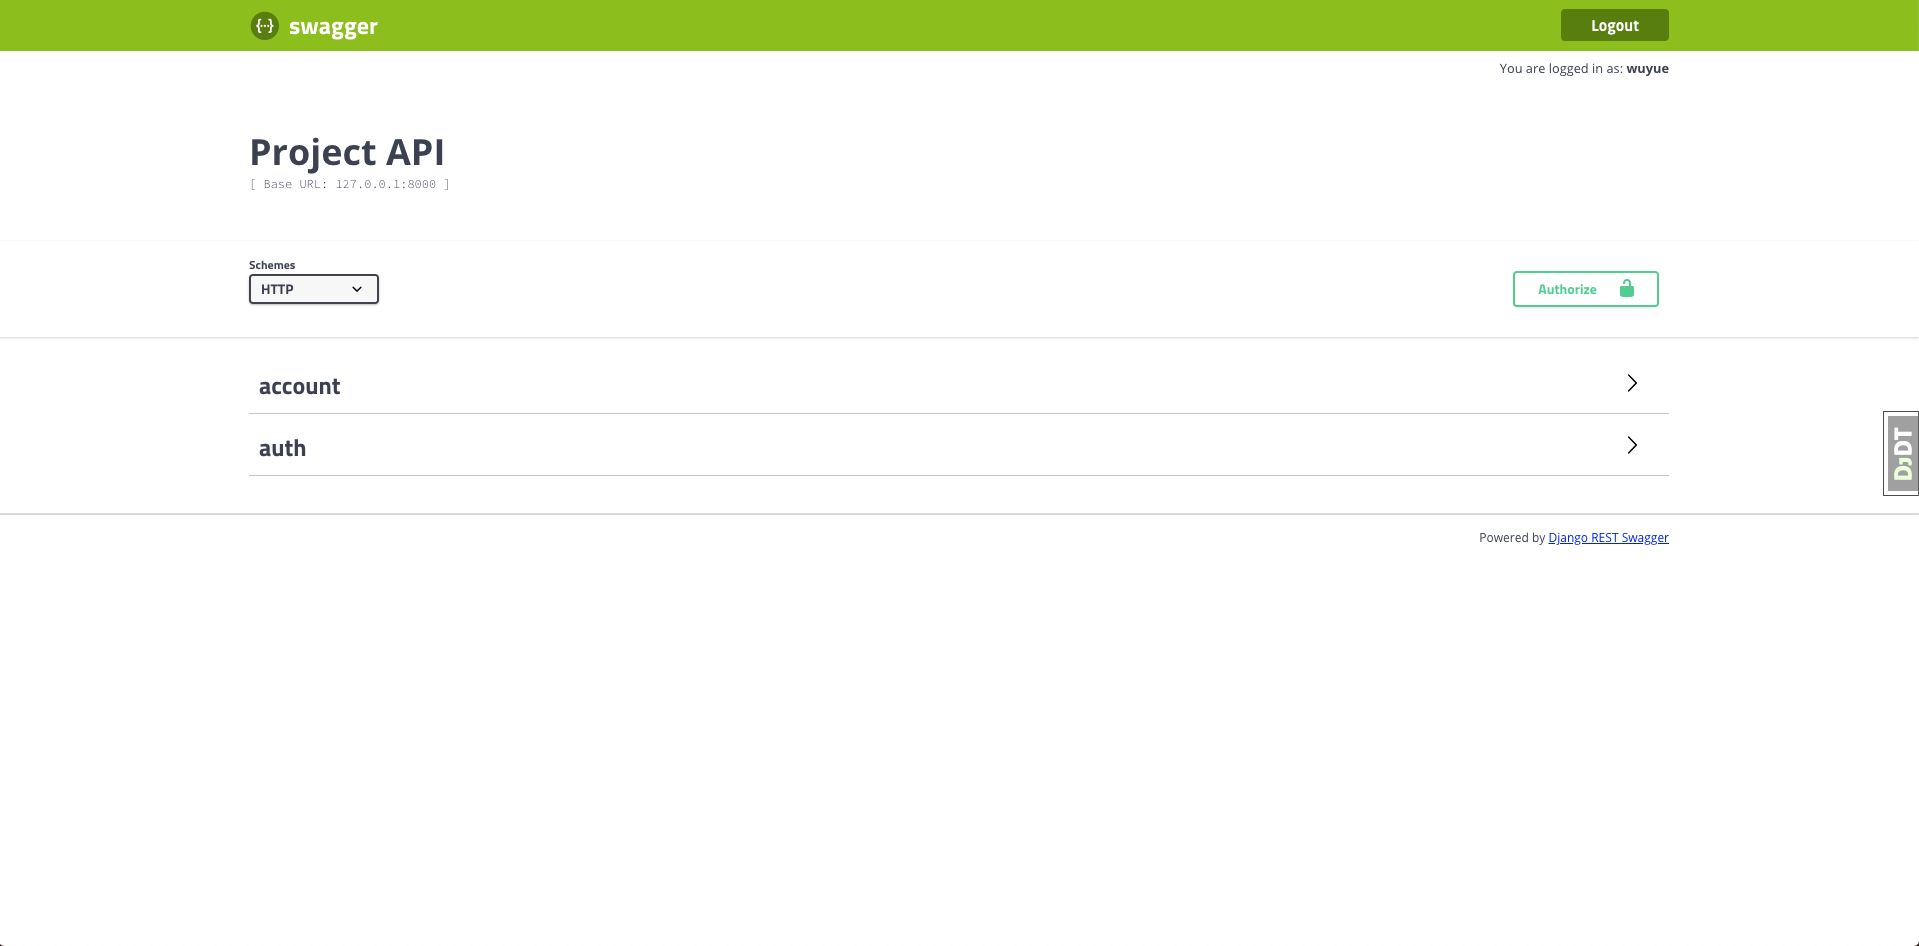 {···} swagger
Logout
You are logged in as: wuyue
Project API
[ Base URL: 127.0.0.1:8000 ]
Schemes
HTTP
Authorize
account
auth
DJDT
Powered by Django REST Swagger